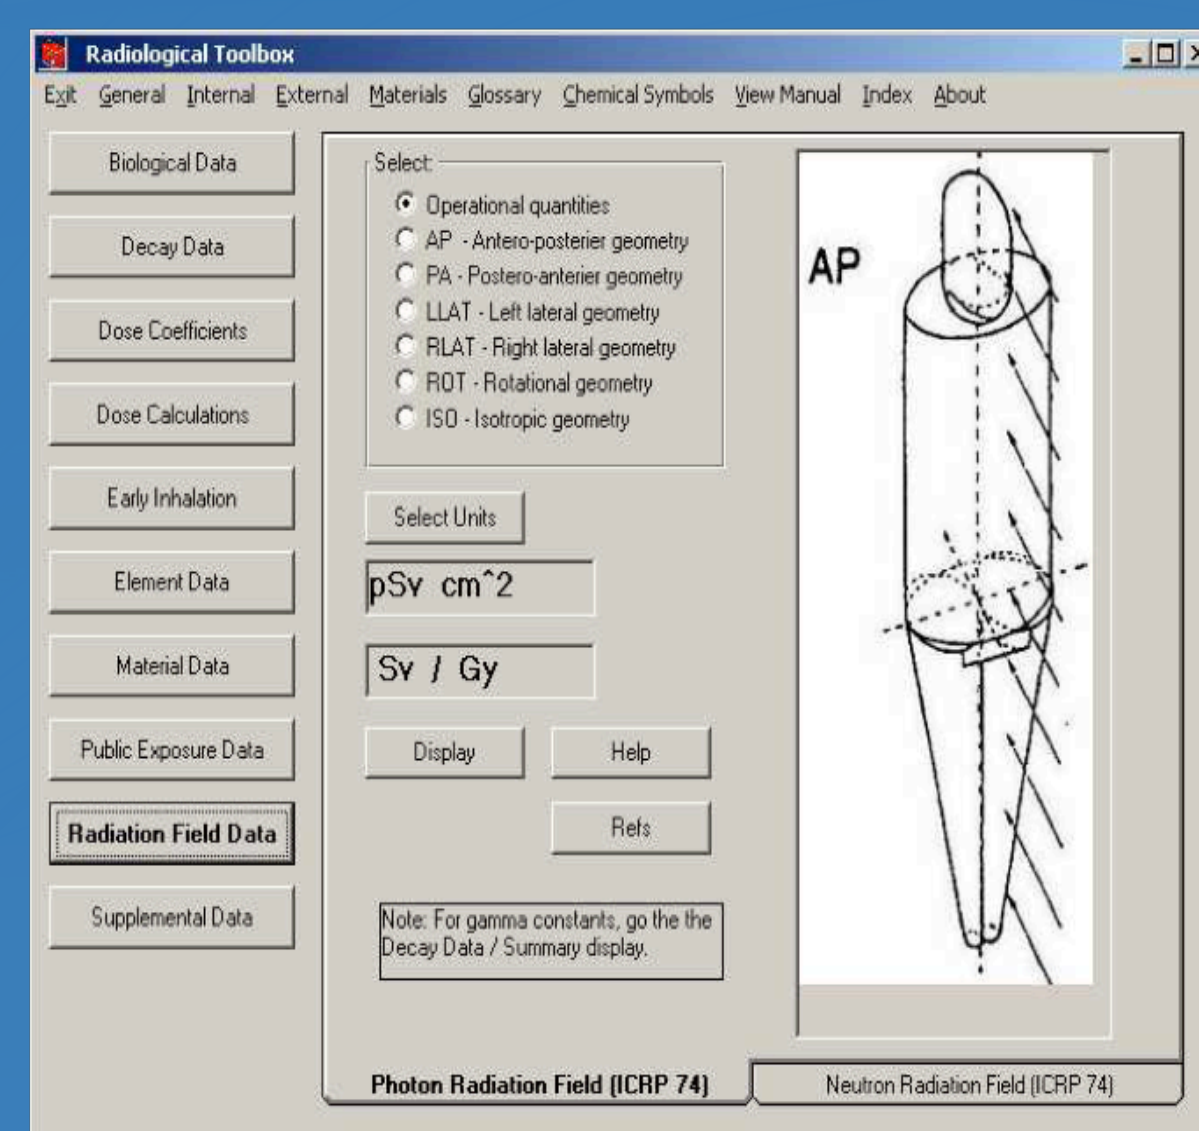 Radiological Toolbox
Exit General Internal External Materials Glossary Chemical Symbols View Manual Index About
Biological Data
Decay Data
Dose Coefficients
Dose Calculations
Early Inhalation
Element Data
Material Data
Public Exposure Data
Radiation Field Data
Supplemental Data
Select:
Operational quantities
AP - Antero-posterier geometry
PA - Postero-anterier geometry
LLAT - Left lateral geometry
RLAT - Right lateral geometry
ROT - Rotational geometry
ISO - Isotropic geometry
Select Units
pSv cm^2
Sv / Gy
Display
Help
Refs
Note: For gamma constants, go the the
Decay Data / Summary display.
AP
Photon Radiation Field (ICRP 74)
Neutron Radiation Field (ICRP 74)